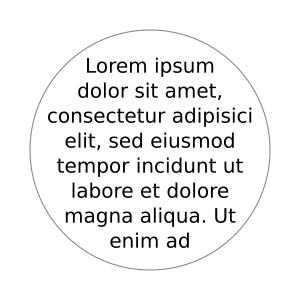 Lorem ipsum
dolor sit amet,
consectetur adipisici
elit, sed eiusmod
tempor incidunt ut
labore et dolore
magna aliqua. Ut
enim ad